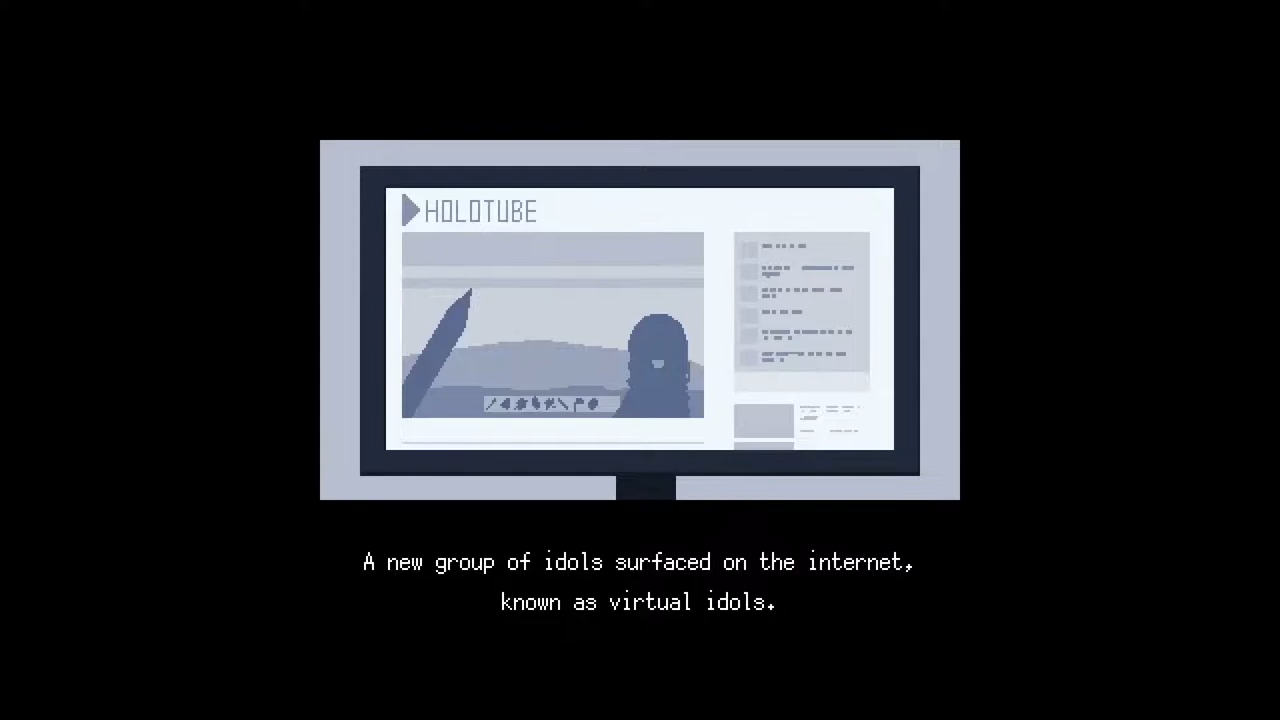 HOLOTUBE
A new group of idols surfaced on the internet,
known as virtual idols.